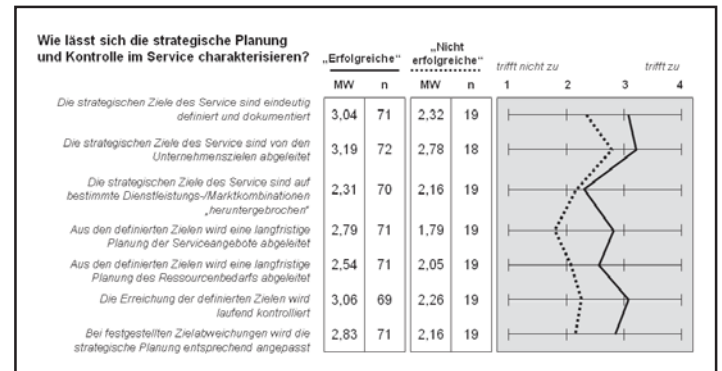 Wie lässt sich die strategische Planung
und Kontrolle im Service charakterisieren?
„Erfolgreiche“
„Nicht
erfolgreiche“
trifft nicht zu
trifft zu
MW n MW n 1 2 3 4
Die strategischen Ziele des Service sind eindeutig
definiert und dokumentiert
3,04 71 2,32 19
Die strategischen Ziele des Service sind von den
Unternehmenszielen abgeleitet
3,19 72 2,78 18
Die strategischen Ziele des Service sind auf
bestimmte Dienstleistungs-/Marktkombinationen
„heruntergebrochen“
2,31 70 2,16 19
Aus den definierten Zielen wird eine langfristige
Planung der Serviceangebote abgeleitet
2,79 71 1,79 19
Aus den definierten Zielen wird eine langfristige
Planung des Ressourcenbedarfs abgeleitet
2,54 71 2,05 19
Die Erreichung der definierten Zielen wird
laufend kontrolliert
3,06 69 2,26 19
Bei festgestellten Zielabweichungen wird die
strategische Planung entsprechend angepasst
2,83 71 2,16 19